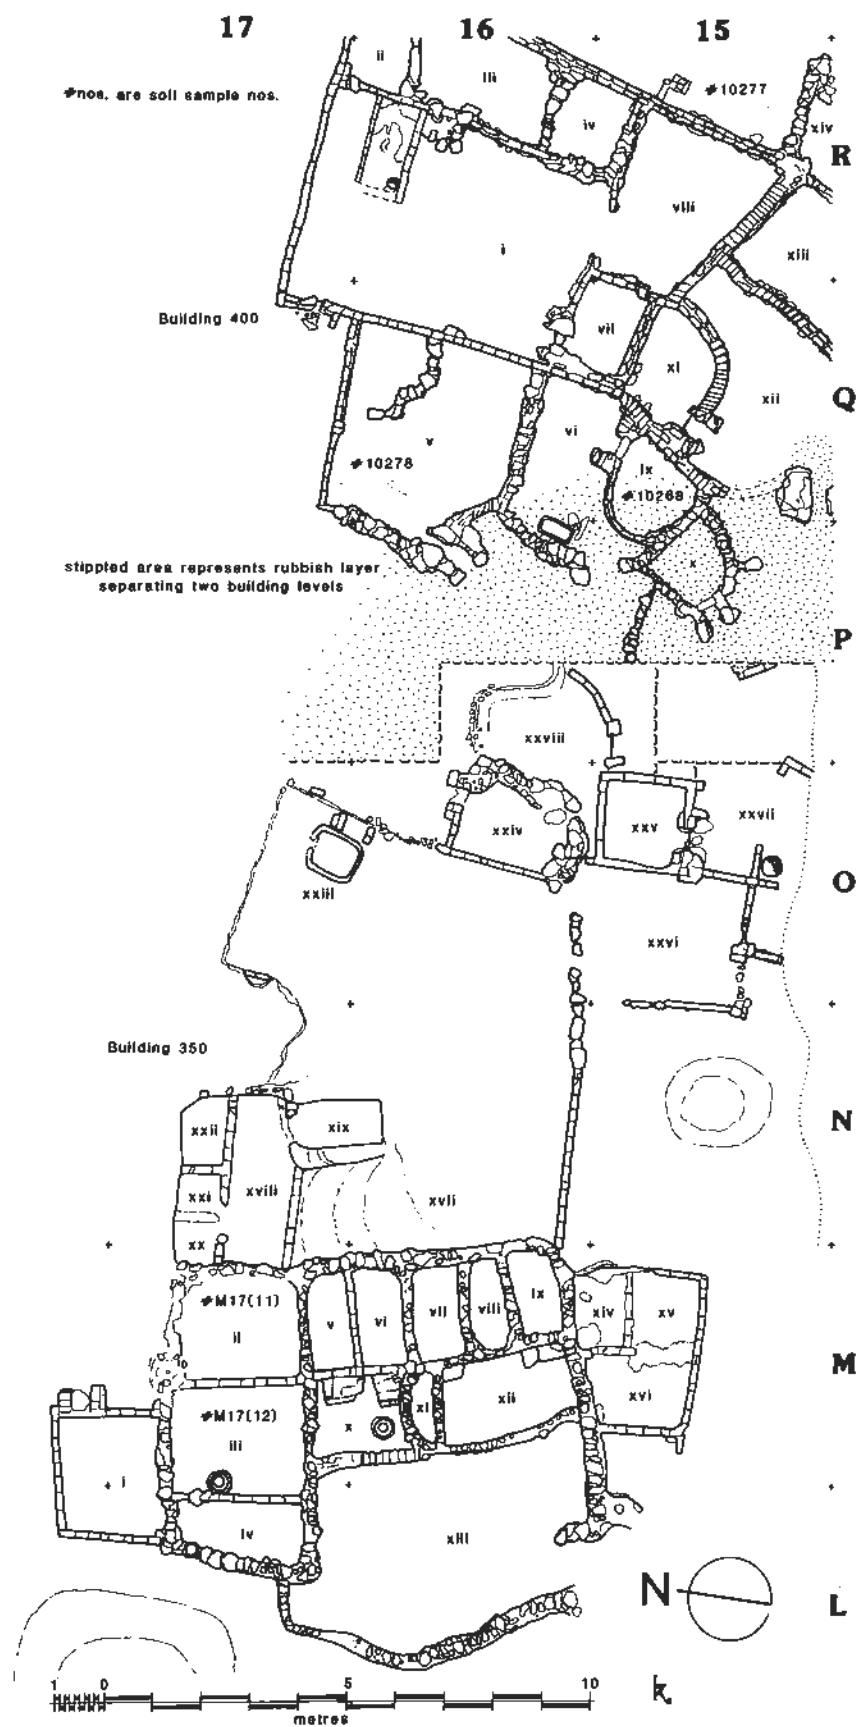 17 16 15
ii
iii
#10277
#nos. are soil sample nos.
iv
xiv
R
viii
xiii
i
Building 400
vii
xi
xii
Q
v
vi
ix
#10278
#10268
x
stippled area represents rubbish layer
separating two building levels
P
xxviii
xxiv
xxv
xxvii
xxiii
O
xxvi
Building 350
xxii
xix
N
xxi
xviii
xvii
xx
#M17(11)
ii
v
vi
vii
viii
ix
xiv
xv
M
xvi
#M17(12)
iii
x
xi
xii
i
iv
xiii
N
L
1 0 5 10
metres
k.